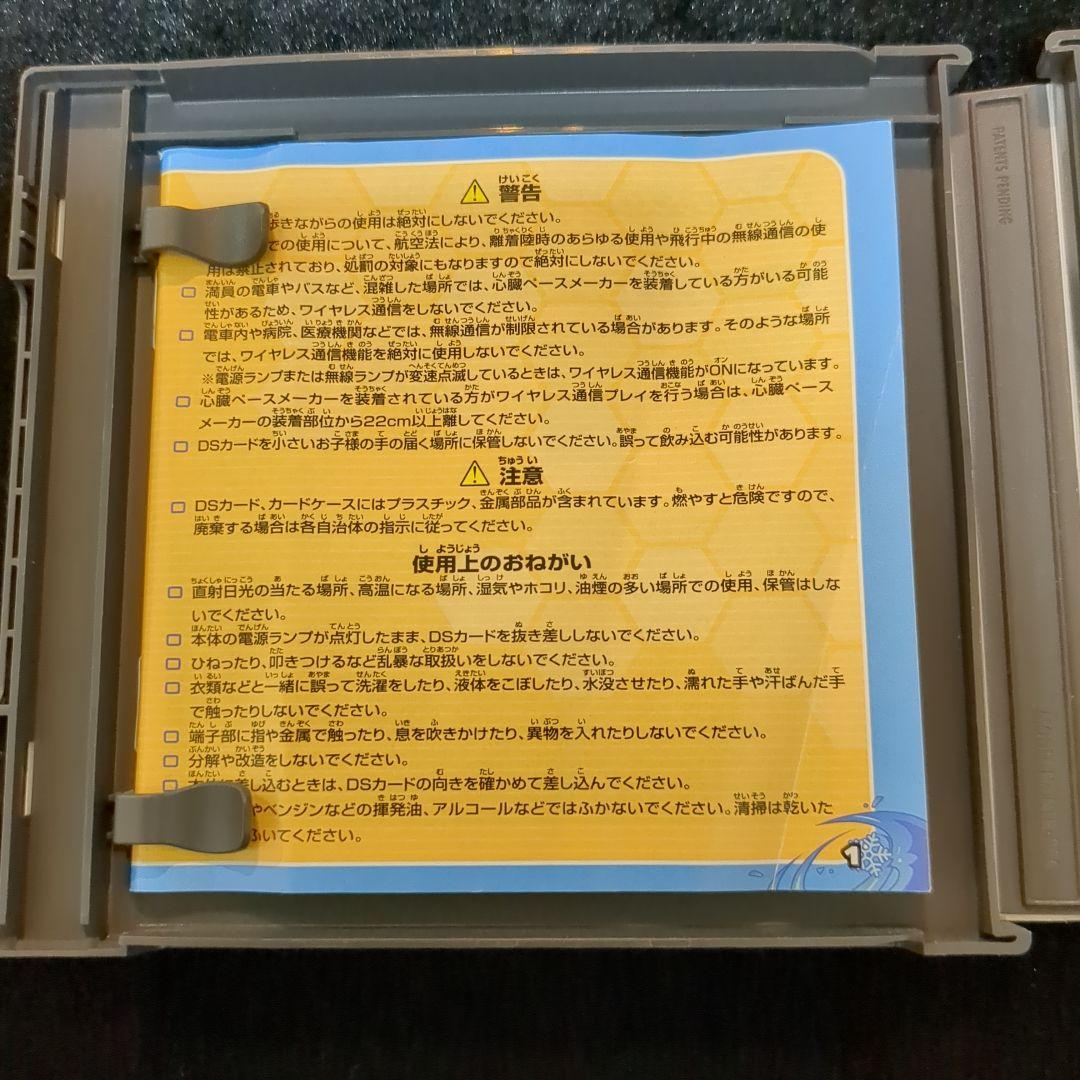 警告
歩きながらの使用は絶対にしないでください。
での使用について、航空法により、離着陸時のあらゆる使用や飛行中の無線通信の使
用は禁止されており、処罰の対象にもなりますので絶対にしないでください。
満員の電車やバスなど、混雑した場所では、心臓ペースメーカーを装着している方がいる可能
性があるため、ワイヤレス通信をしないでください。
電車内や病院、医療機関などでは、無線通信が制限されている場合があります。そのような場所
では、ワイヤレス通信機能を絶対に使用しないでください。
※電源ランプまたは無線ランプが変速点滅しているときは、ワイヤレス通信機能がONになっています。
心臓ペースメーカーを装着されている方がワイヤレス通信プレイを行う場合は、心臓ペース
メーカーの装着部位から22cm以上離してください。
DSカードを小さいお子様の手の届く場所に保管しないでください。誤って飲み込む可能性があります。
注意
DSカード、カードケースにはプラスチック、金属部品が含まれています。燃やすと危険ですので、
廃棄する場合は各自治体の指示に従ってください。
使用上のおねがい
直射日光の当たる場所、高温になる場所、湿気やホコリ、油煙の多い場所での使用、保管はしな
いでください。
本体の電源ランプが点灯したまま、DSカードを抜き差ししないでください。
ひねったり、叩きつけるなど乱暴な取扱いをしないでください。
衣類などと一緒に誤って洗濯をしたり、液体をこぼしたり、水没させたり、濡れた手や汗ばんだ手
で触ったりしないでください。
端子部に指や金属で触ったり、息を吹きかけたり、異物を入れたりしないでください。
分解や改造をしないでください。
本体に差し込むときは、DSカードの向きを確かめて差し込んでください。
やベンジンなどの揮発油、アルコールなどではふかないでください。清掃は乾いた
ふいてください。
1
PATENTS PENDING